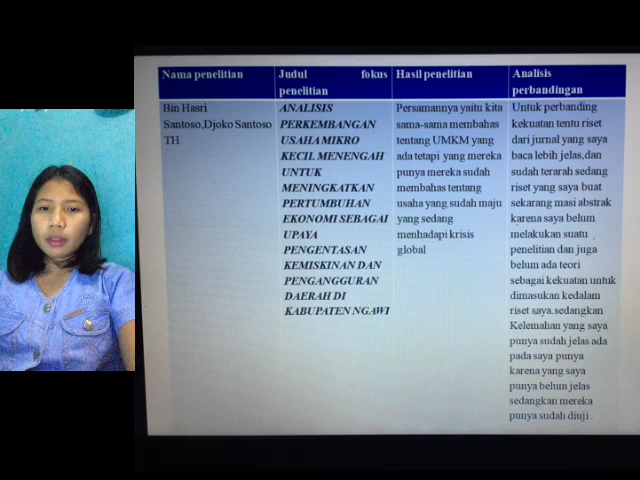 Nama penelitian
Judul fokus
penelitian
Hasil penelitian
Analisis
perbandingan
Bin Hasri
Santoso,Djoko Santoso
TH
ANALISIS
PERKEMBANGAN
USAHA MIKRO
KECIL MENENGAH
UNTUK
MENINGKATKAN
PERTUMBUHAN
EKONOMI SEBAGAI
UPAYA
PENGENTASAN
KEMISKINAN DAN
PENGANGGURAN
DAERAH DI
KABUPATEN NGAWI
Persamannya yaitu kita
sama-sama membahas
tentang UMKM yang
ada tetapi yang mereka
punya mereka sudah
membahas tentang
usaha yang sudah maju
yang sedang
menhadapi krisis
global
Untuk perbanding
kekuatan tentu riset
dari jurnal yang saya
baca lebih jelas,dan
sudah terarah sedang
riset yang saya buat
sekarang masi abstrak
karena saya belum
melakukan suatu
penelitian dan juga
belum ada teori
sebagai kekuatan untuk
dimasukan kedalam
riset saya.sedangkan
Kelemahan yang saya
punya sudah jelas ada
pada saya punya
karena yang saya
punya belum jelas
sedangkan mereka
punya sudah diuji .